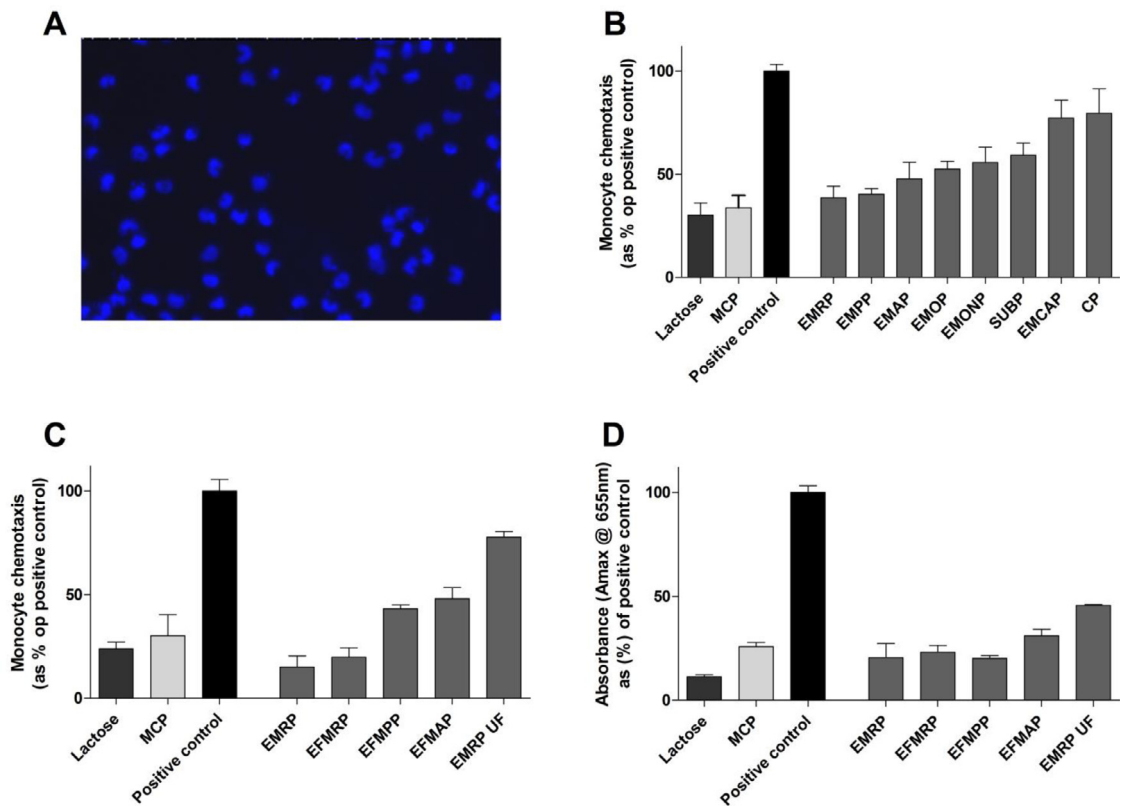 A
B
Monocyte chemotaxis
(as % op positive control)
100
50
0
Lactose
MCP
Positive control
EMRP
EMPP
EMAP
EMOP
EMONP
SUBP
EMCAP
CP
C
Monocyte chemotaxis
(as % op positive control)
100
50
0
Lactose
MCP
Positive control
EMRP
EFMRP
EFMPP
EFMAP
EMRP UF
D
Absorbance (Amax @ 655nm)
as (%) of positive control
100
50
0
Lactose
MCP
Positive control
EMRP
EFMRP
EFMPP
EFMAP
EMRP UF